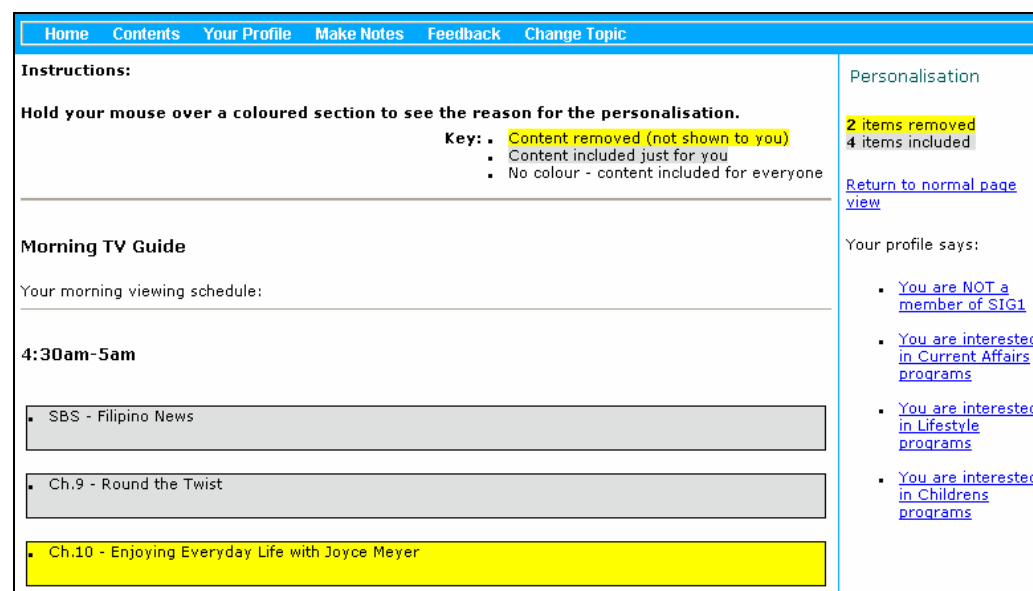 Home Contents Your Profile Make Notes Feedback Change Topic
Instructions:
Hold your mouse over a coloured section to see the reason for the personalisation.
Key: Content removed (not shown to you)
Content included just for you
No colour - content included for everyone
Morning TV Guide
Your morning viewing schedule:
4:30am-5am
SBS - Filipino News
Ch.9 - Round the Twist
Ch.10 - Enjoying Everyday Life with Joyce Meyer
Personalisation
2 items removed
4 items included
Return to normal page
view
Your profile says:
You are NOT a
member of SIG1
You are interested
in Current Affairs
programs
You are interested
in Lifestyle
programs
You are interested
in Childrens
programs